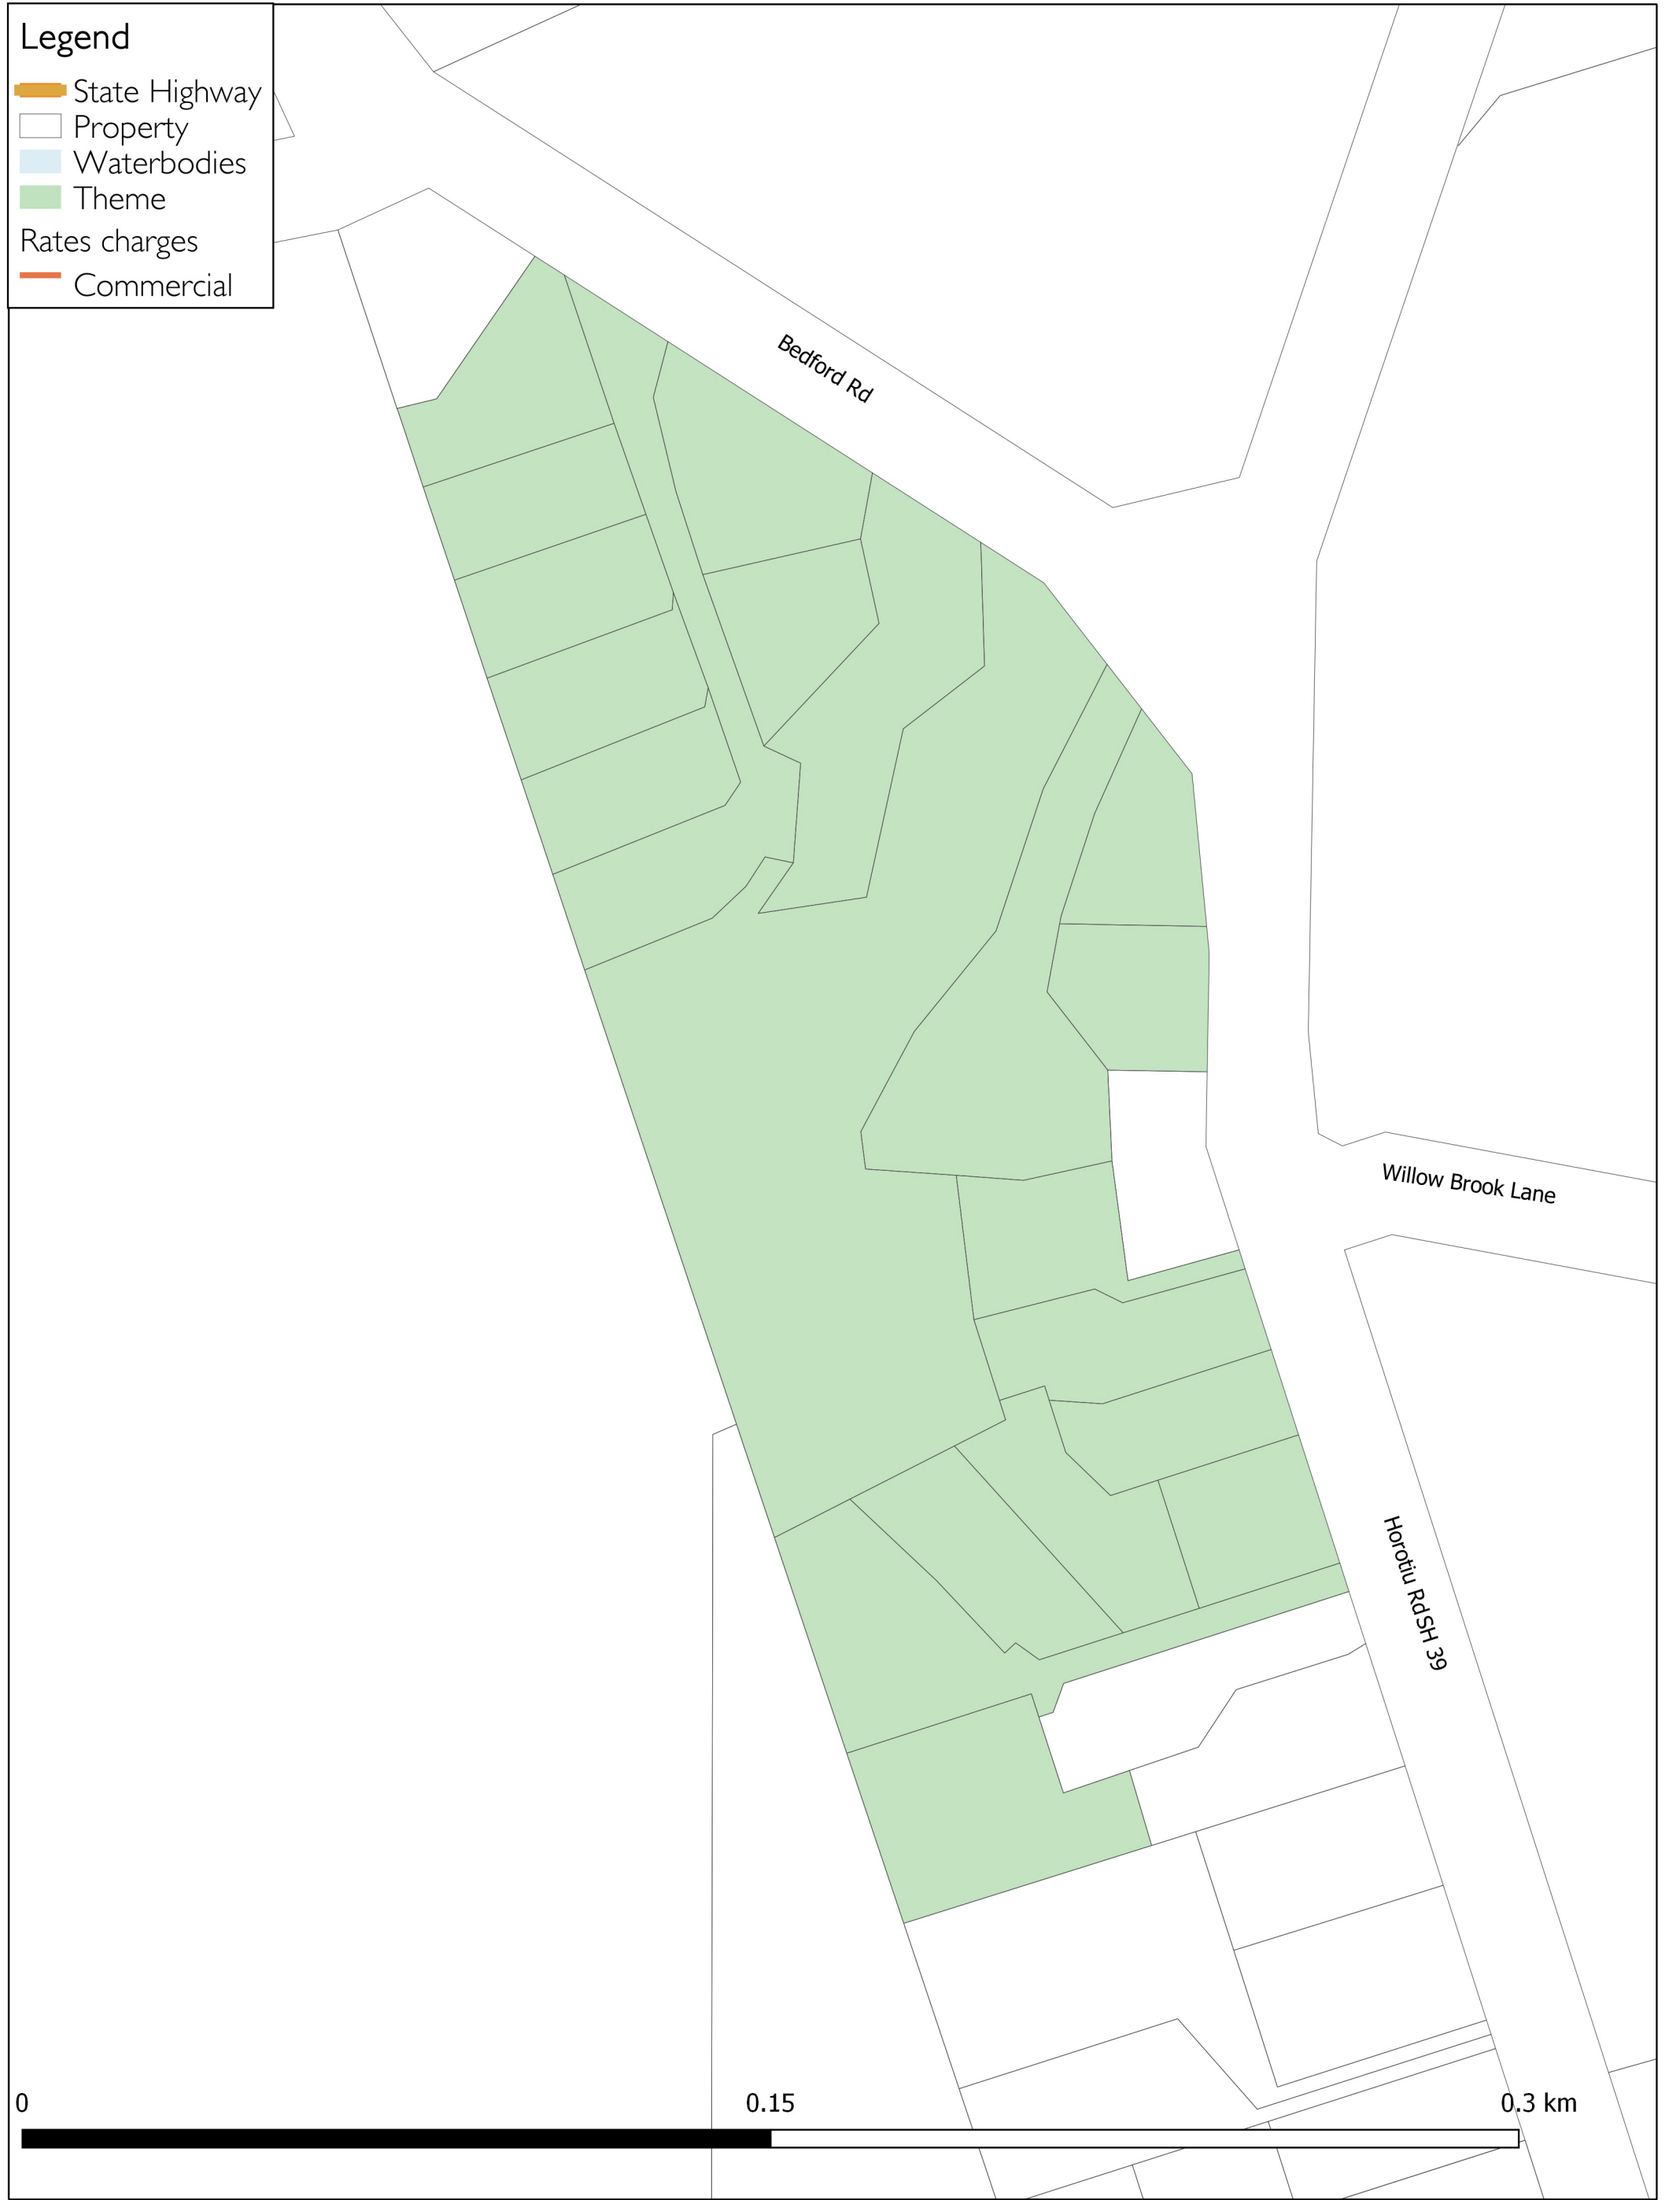 Legend
State Highway
Property
Waterbodies
Theme
Rates charges
Commercial
Bedford Rd
Willow Brook Lane
Horotiu RdSH 39
0 0.15 0.3 km